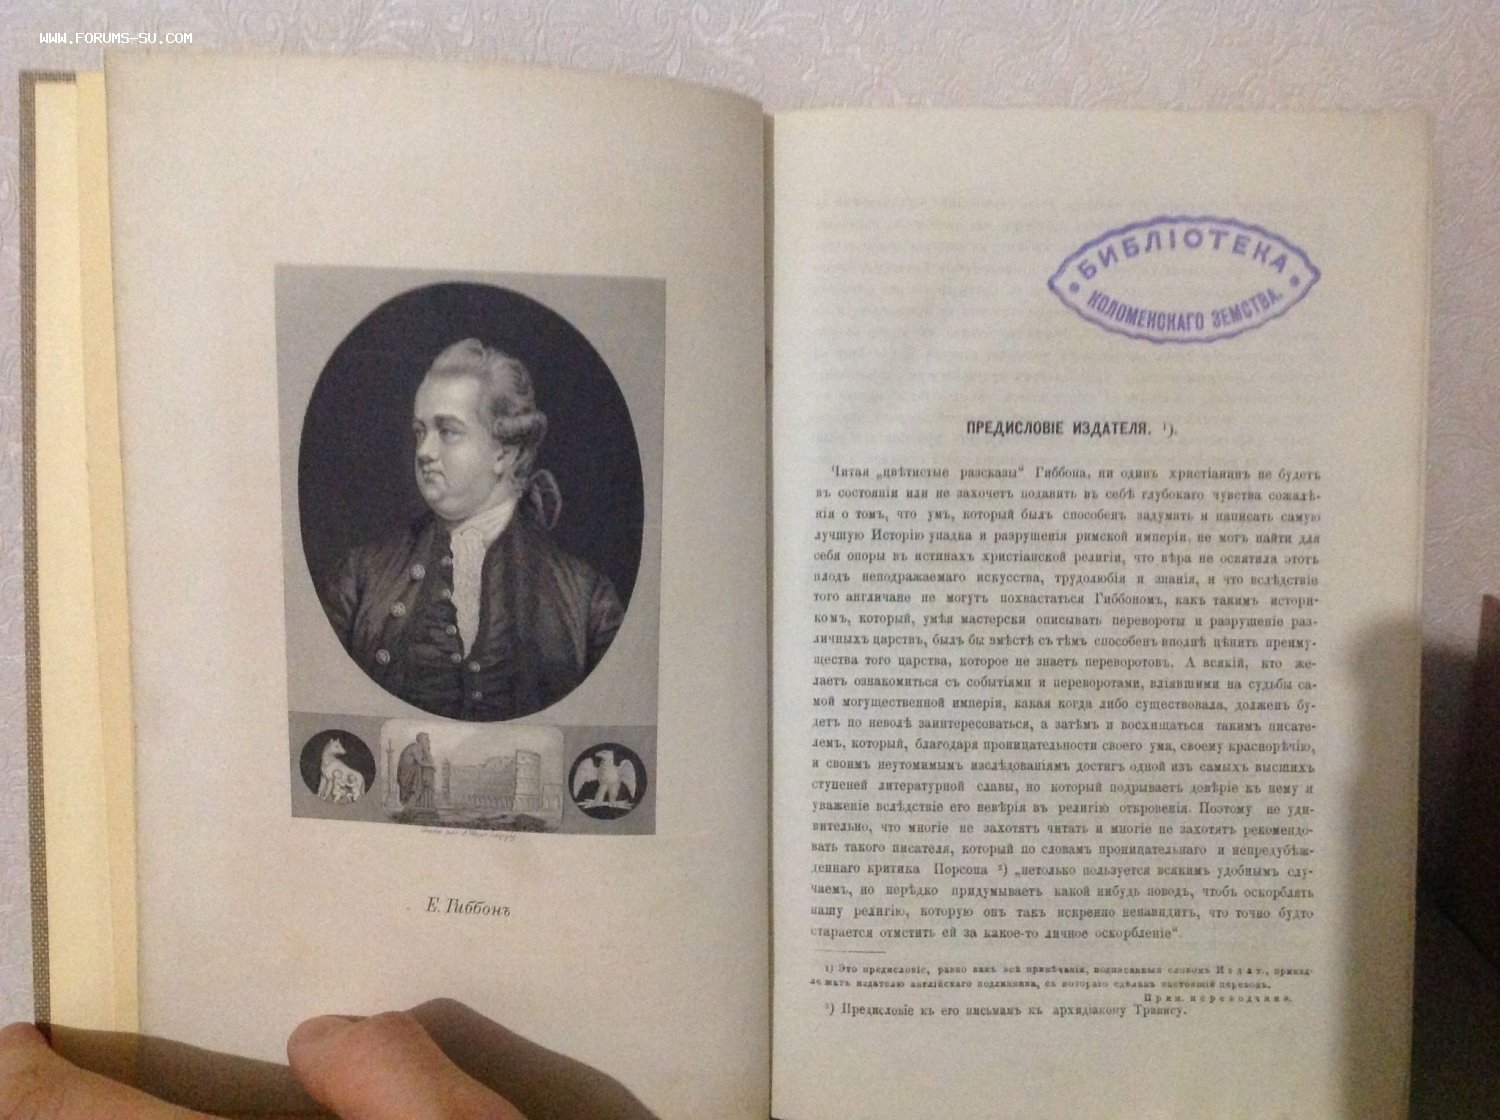 WWW.FORUMS-SU.COM
Е. Гиббонъ
БИБЛІОТЕКА
КОЛОМЕНСКАГО ЗЕМСТВА.
ПРЕДИСЛОВІЕ ИЗДАТЕЛЯ. ¹).
Читая „цвѣтистые разсказы“ Гиббона, ни одинъ христіанин не будетъ
въ состояніи или не захочетъ подавить въ себѣ глубокаго чувства сожалѣ-
нія о томъ, что умъ, который былъ способенъ задумать и написать самую
лучшую Исторію упадка и разрушенія римской имперіи, не могъ найти для
себя опоры въ истинахъ христіанской религіи, что вѣра не освятила этотъ
плодъ неподражаемаго искусства, трудолюбія и знанія, и что вслѣдствіе
того англичане не могутъ похвастаться Гиббономъ, какъ такимъ истори-
комъ, который, умѣя мастерски описывать перевороты и разрушеніе раз-
личныхъ царствъ, былъ бы вмѣстѣ съ тѣмъ способенъ вполнѣ цѣнить преиму-
щества того царства, которое не знаетъ переворотовъ. А всякій, кто же-
лаетъ ознакомиться съ событіями и переворотами, вліявшими на судьбы са-
мой могущественной имперіи, какая когда либо существовала, долженъ бу-
детъ по неволѣ заинтересоваться, а затѣмъ и восхищаться такимъ писате-
лемъ, который, благодаря проницательности своего ума, своему краснорѣчію,
и своимъ неутомимымъ изслѣдованіямъ достигъ одной изъ самыхъ высшихъ
ступеней литературной славы, но который подрываетъ довѣріе къ нему и
уваженіе вслѣдствіе его невѣрія въ религію откровенія. Поэтому не уди-
вительно, что многіе не захотятъ читать и многіе не захотятъ рекомендо-
вать такого писателя, который по словамъ проницательнаго и непредубѣж-
деннаго критика Порсона ²) „нетолько пользуется всякимъ удобнымъ слу-
чаемъ, но нерѣдко придумываетъ какой нибудь поводъ, чтобъ оскорблять
нашу религію, которую онъ такъ искренно ненавидитъ, что точно будто
старается отмстить ей за какое-то личное оскорбленіе“.
¹) Это предисловіе, равно какъ всѣ примѣчанія, подписанныя словомъ Издат., принад-
лежатъ издателю англійскаго подлинника, съ котораго сдѣланъ настоящій переводъ.
Прим. переводчика.
²) Предисловіе къ его письмамъ къ архидіакону Трэвису.